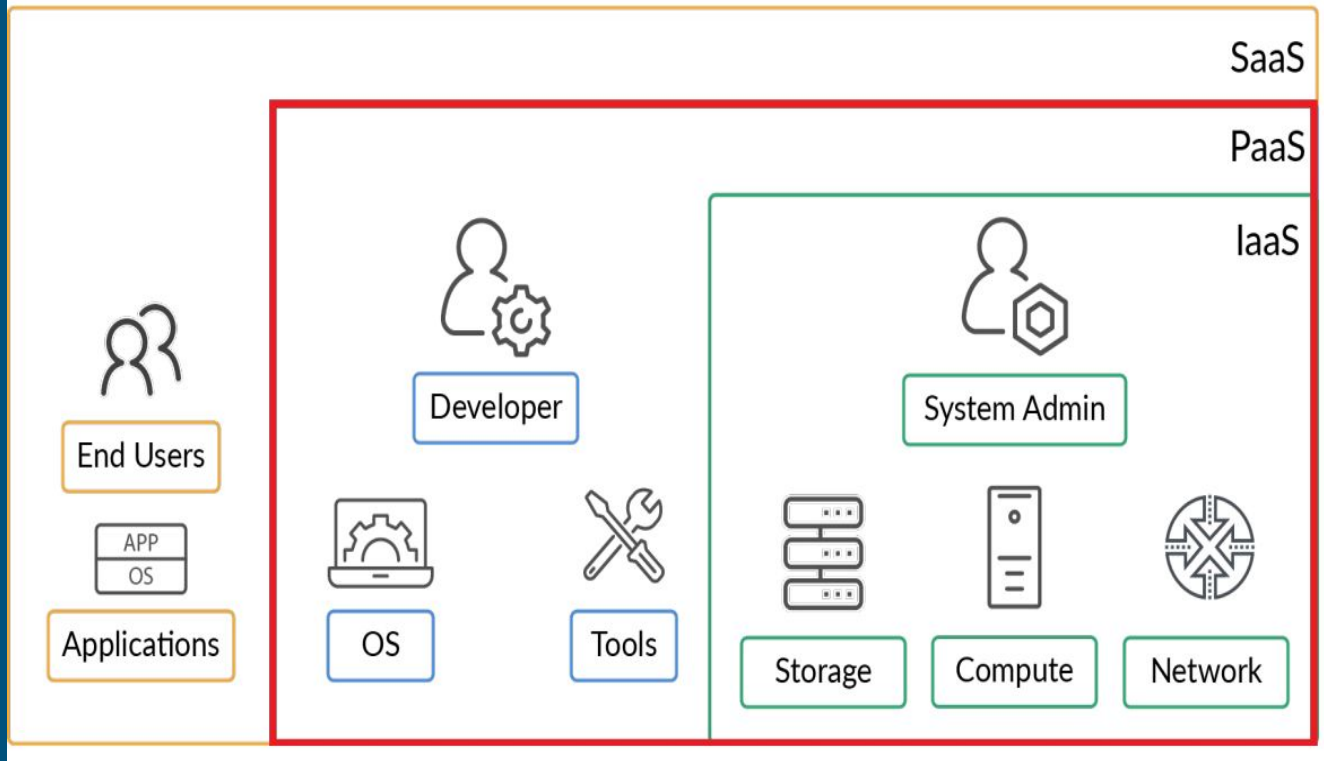 SaaS
PaaS
IaaS
Developer
System Admin
End Users
APP
OS
Applications
OS
Tools
Storage
Compute
Network